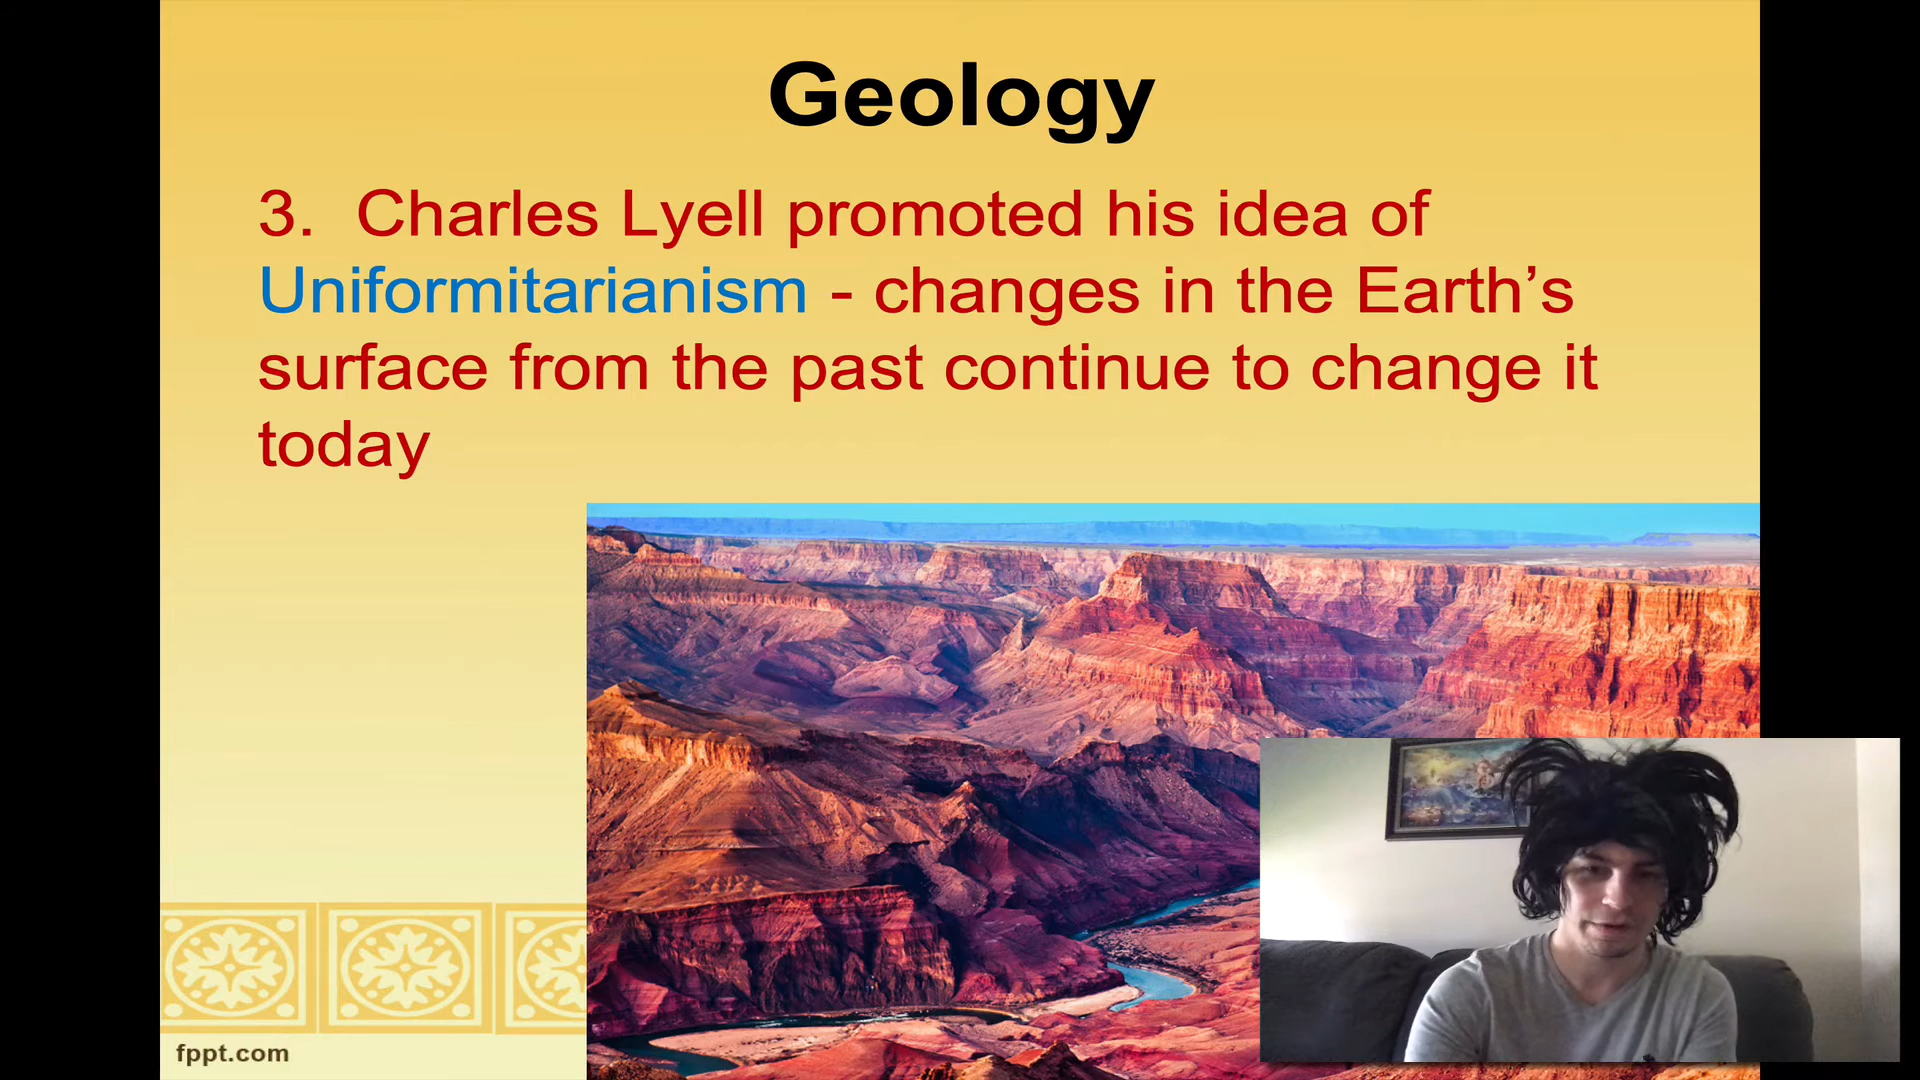 Geology
3. Charles Lyell promoted his idea of
Uniformitarianism - changes in the Earth’s
surface from the past continue to change it
today
fppt.com